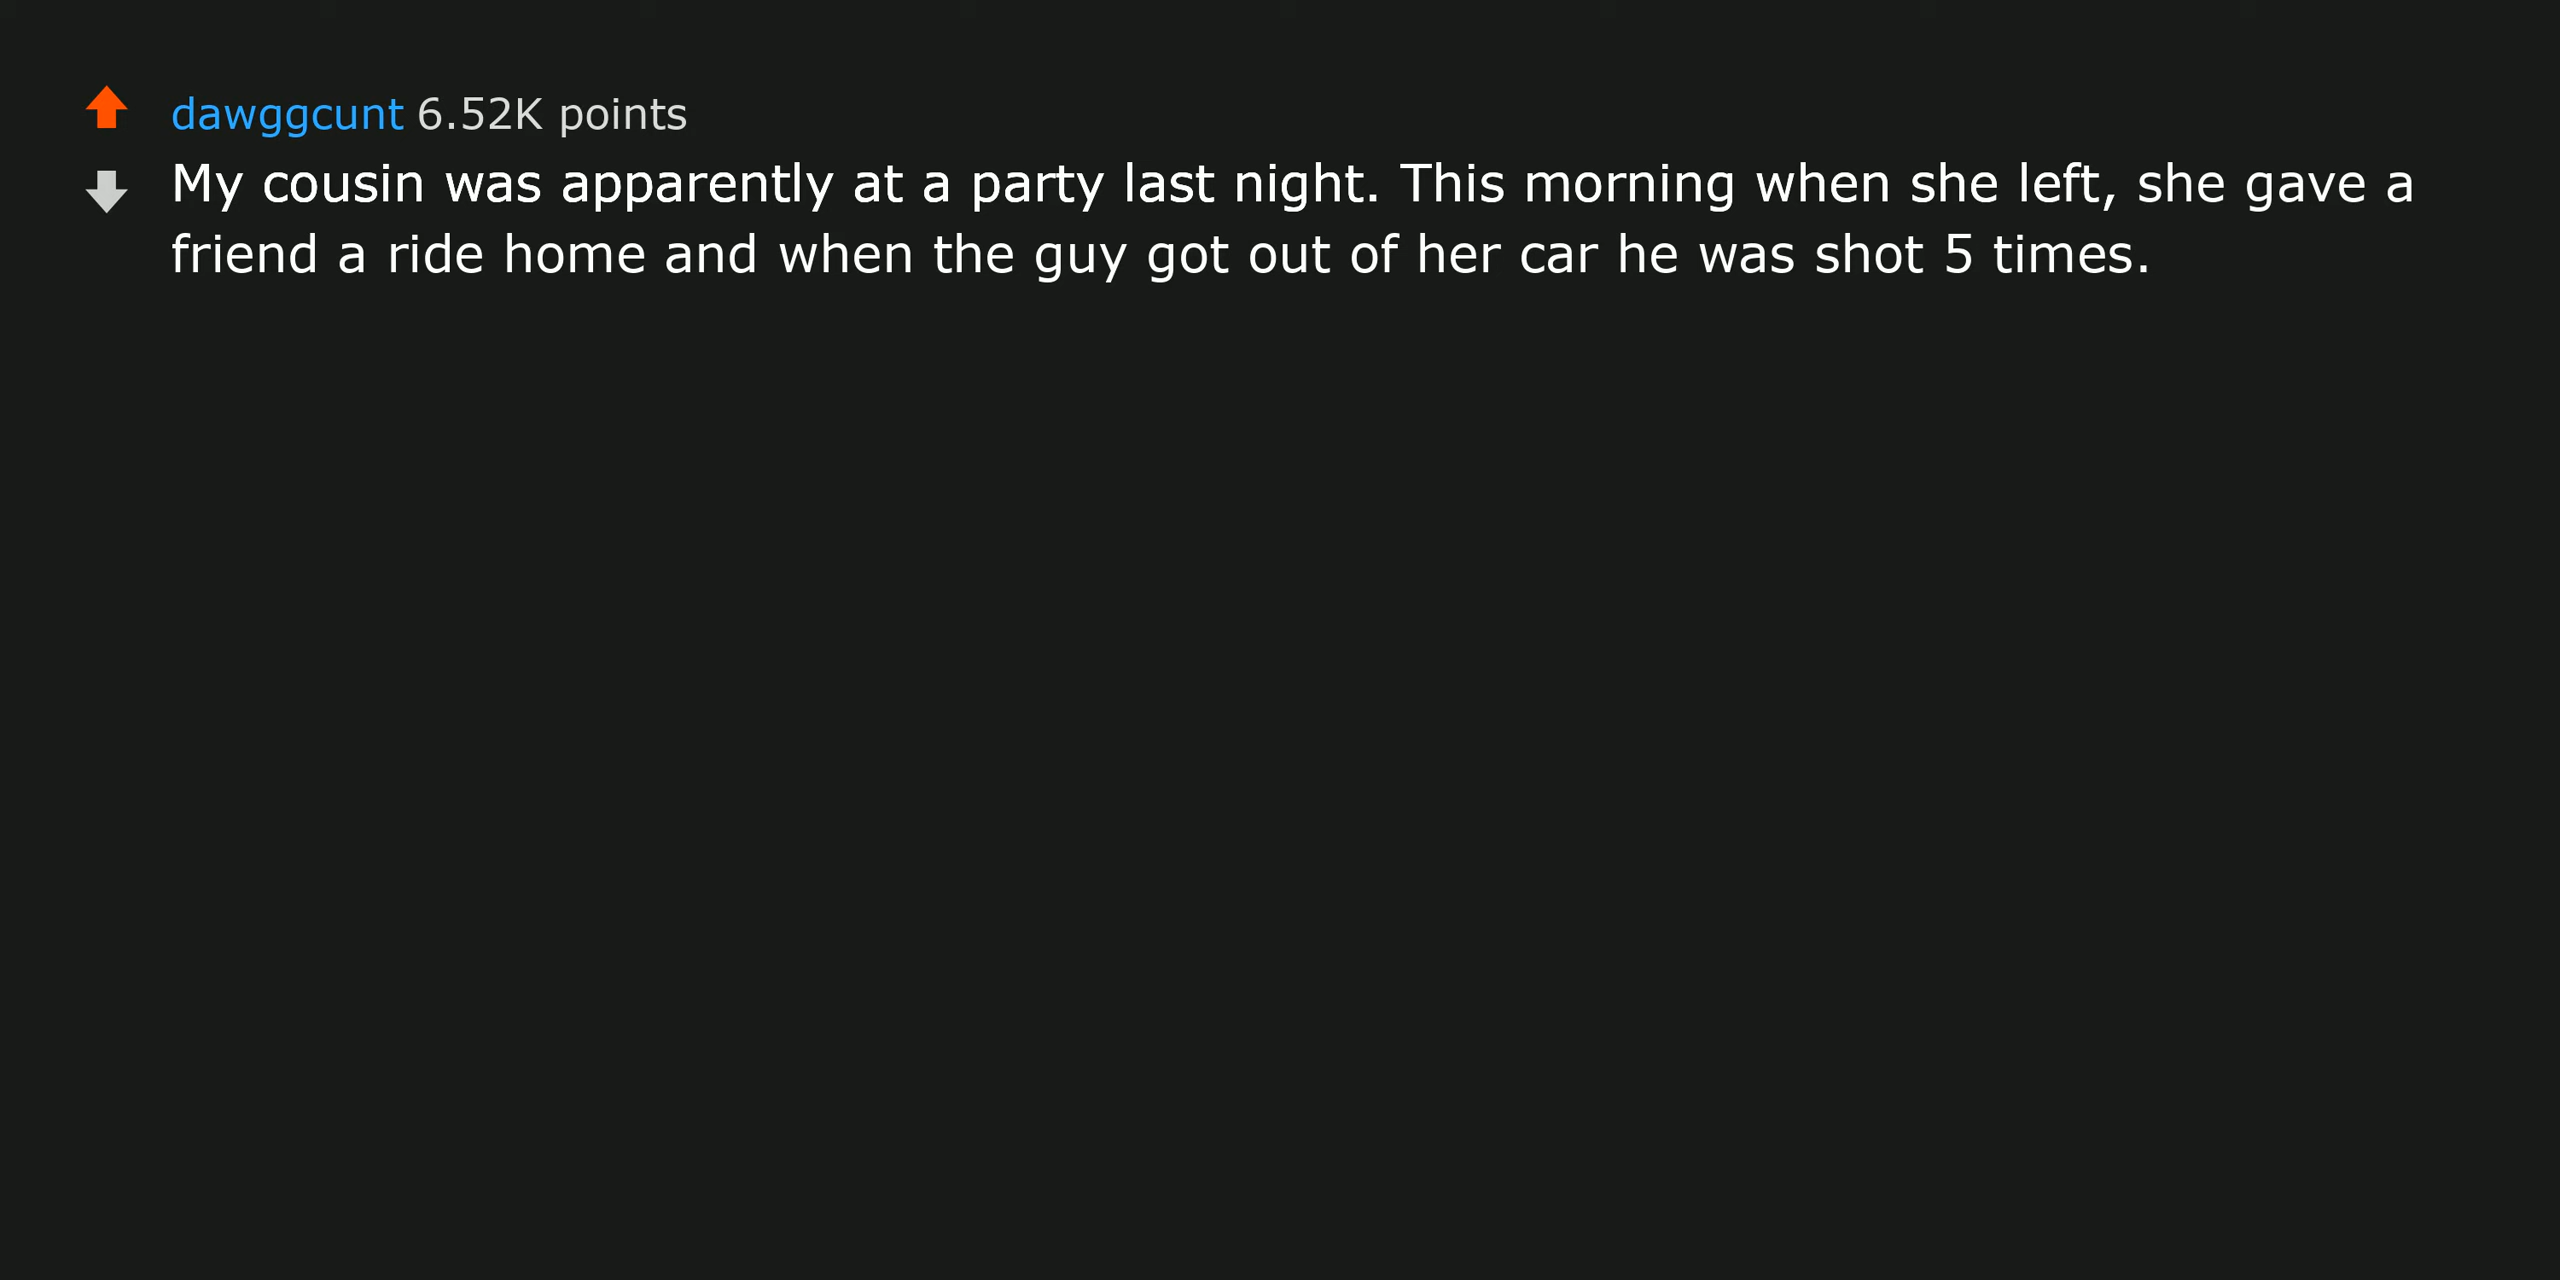 dawggcunt 6.52K points
My cousin was apparently at a party last night. This morning when she left, she gave a
friend a ride home and when the guy got out of her car he was shot 5 times.